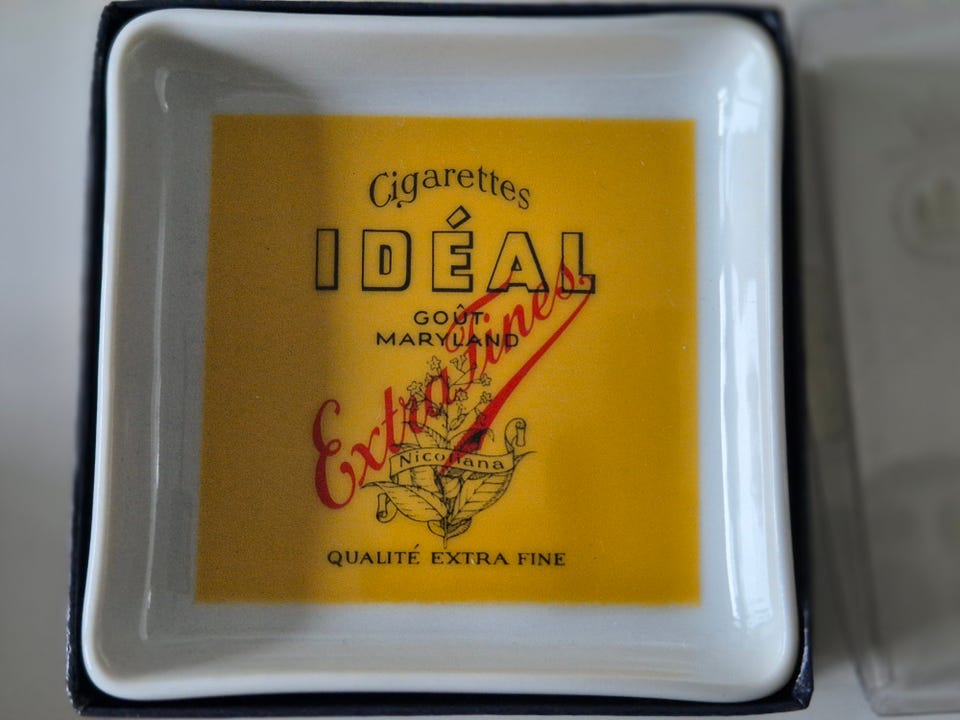 Cigarettes
IDÉAL
GOÛT
MARYLAND
Extra Fines
Nicotiana
QUALITÉ EXTRA FINE